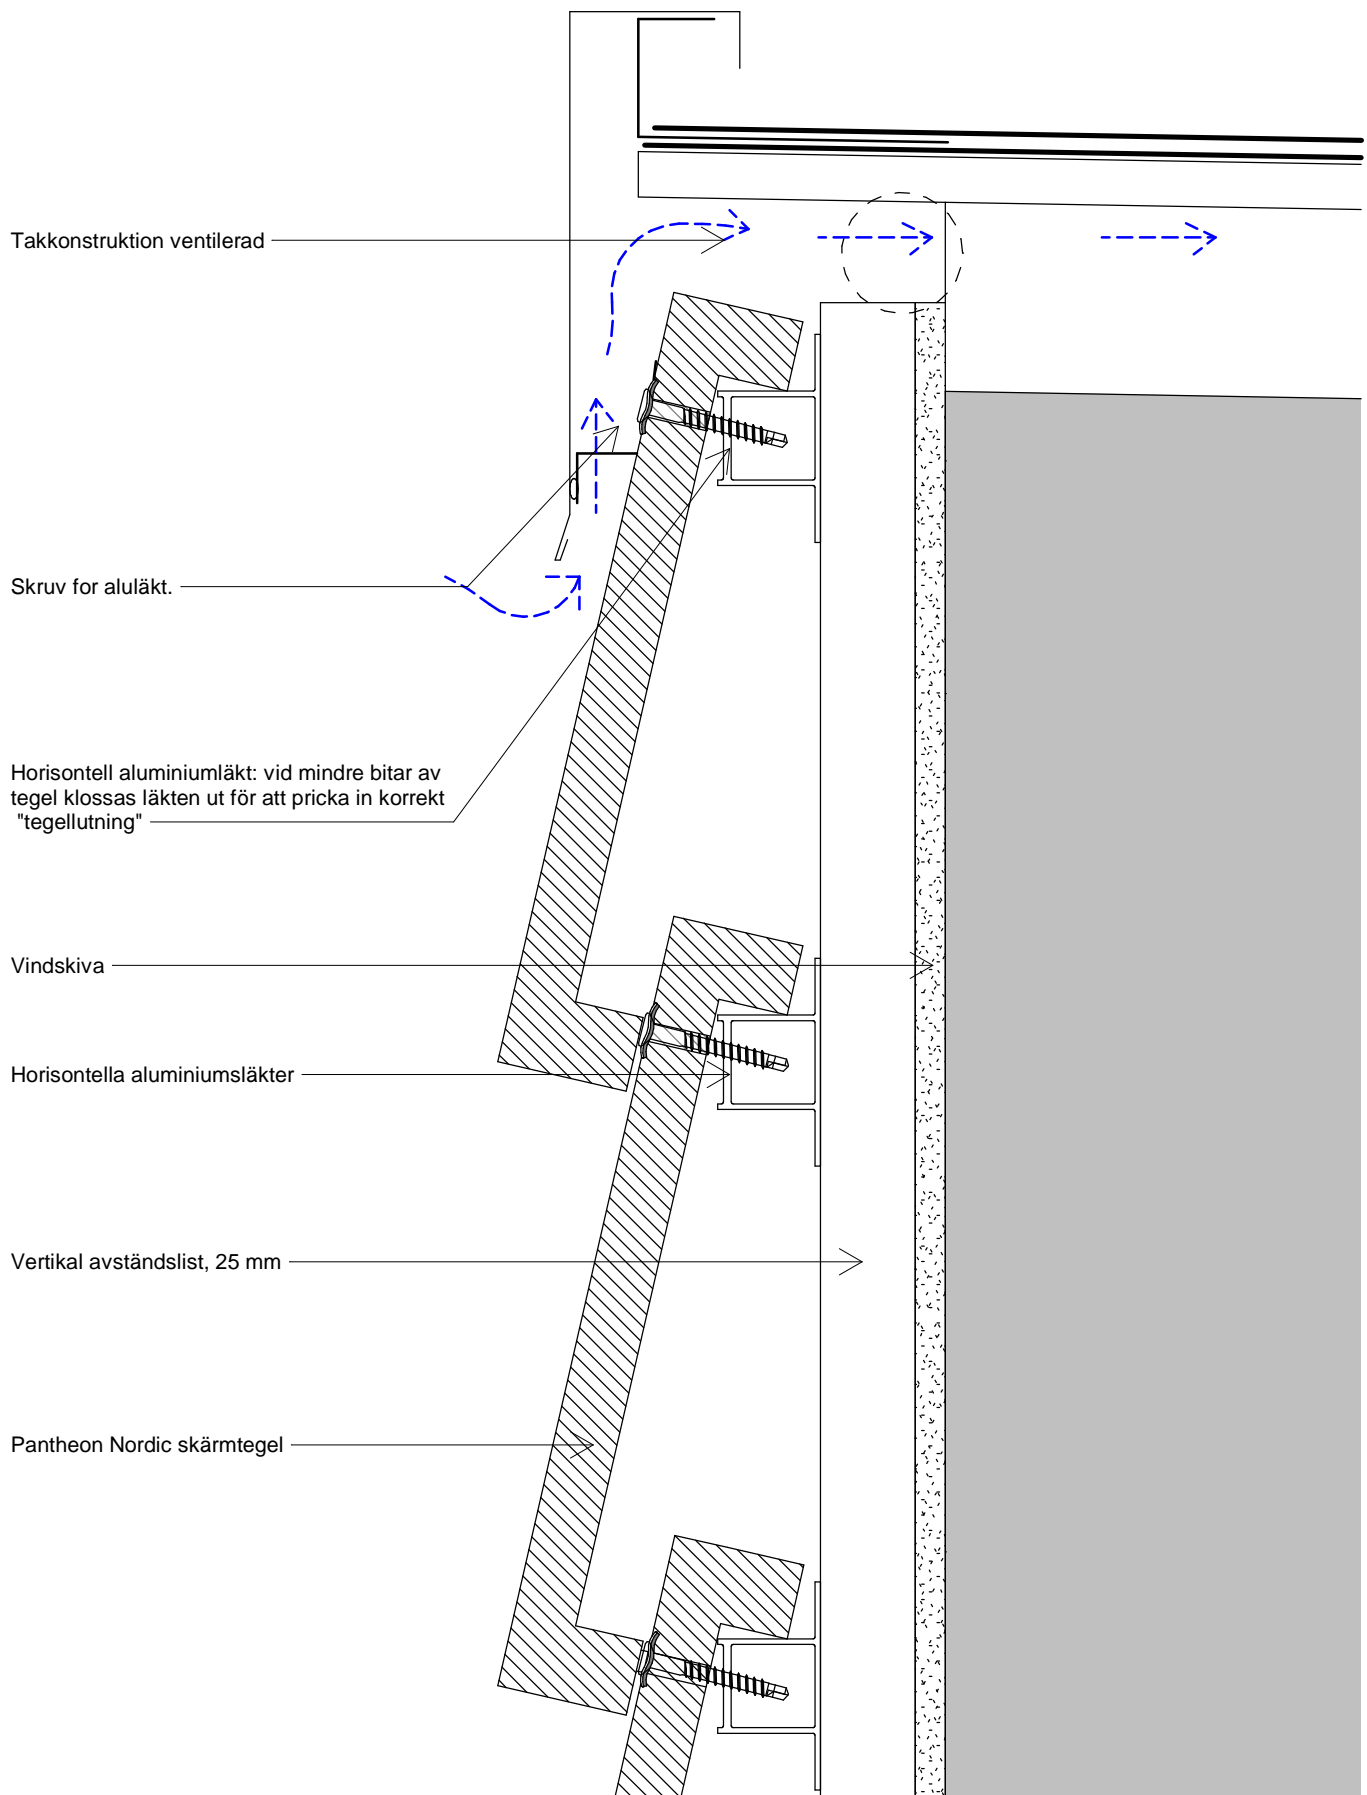 Takkonstruktion ventilerad
Skruv for aluläkt.
Horisontell aluminiumläkt: vid mindre bitar av
tegel klossas läkten ut för att pricka in korrekt
"tegellutning"
Vindskiva
Horisontella aluminiumsläkter
Vertikal avståndslist, 25 mm
Pantheon Nordic skärmtegel